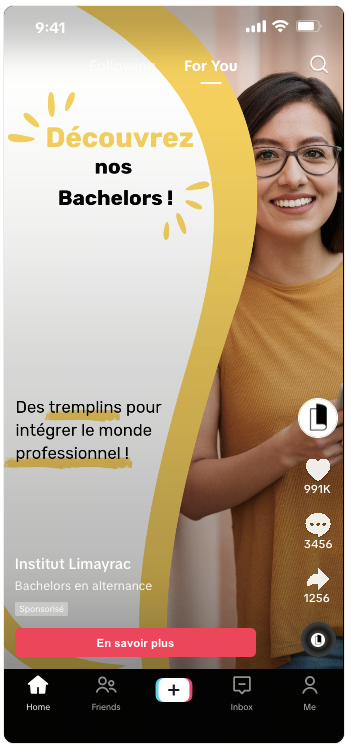 9:41
Following
For You
Découvrez
nos
Bachelors !
Des tremplins pour
intégrer le monde
professionnel !
991K
3456
1256
Institut Limayrac
Bachelors en alternance
Sponsorisé
En savoir plus
Home
Friends
Inbox
Me